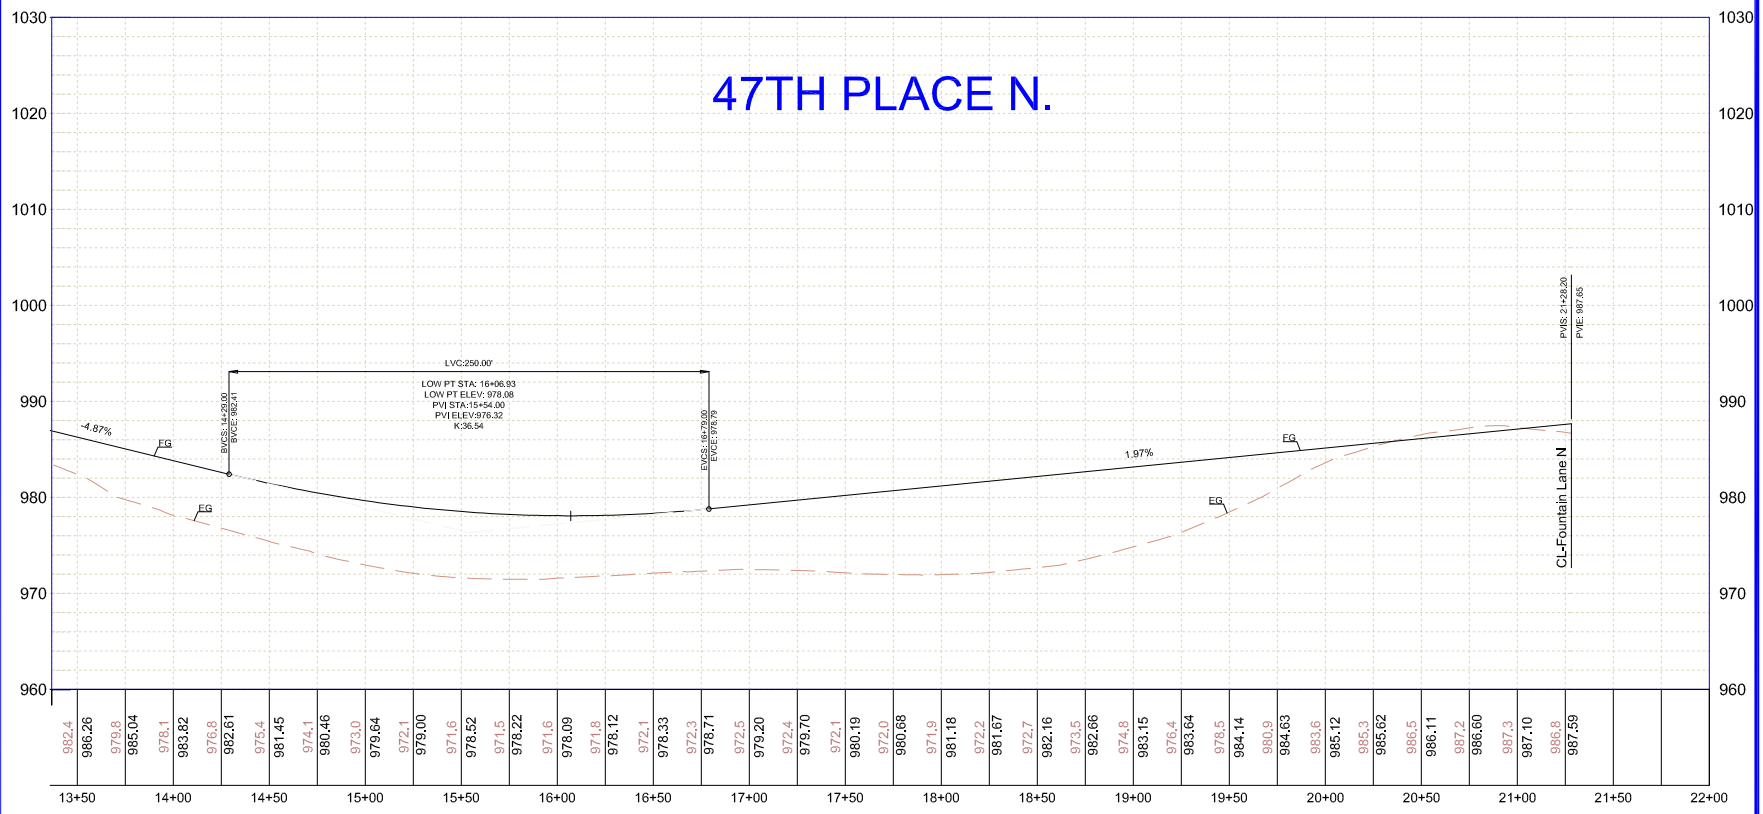 47TH PLACE N.
1030
1020
1010
1000
990
980
970
960
1030
1020
1010
1000
990
980
970
960
LVC:250.00'
LOW PT STA: 16+06.93
LOW PT ELEV: 978.08
PVI STA:15+54.00
PVI ELEV:976.32
K:36.54
BVCS: 14+29.00
BVCE: 982.41
EVCS: 16+79.00
EVCE: 978.79
PVIS: 21+28.20
PVIE: 987.65
-4.87%
FG
EG
1.97%
FG
EG
CL-Fountain Lane N
982.4 986.26
979.8 985.04
978.1 983.82
976.8 982.61
975.4 981.45
974.1 980.46
973.0 979.64
972.1 979.00
971.6 978.52
971.5 978.22
971.6 978.09
971.8 978.12
972.1 978.33
972.3 978.71
972.5 979.20
972.4 979.70
972.1 980.19
972.0 980.68
971.9 981.18
972.2 981.67
972.7 982.16
973.5 982.66
974.8 983.15
976.4 983.64
978.5 984.14
980.9 984.63
983.6 985.12
985.3 985.62
986.5 986.11
987.2 986.60
987.3 987.10
986.8 987.59
13+50 14+00 14+50 15+00 15+50 16+00 16+50 17+00 17+50 18+00 18+50 19+00 19+50 20+00 20+50 21+00 21+50 22+00